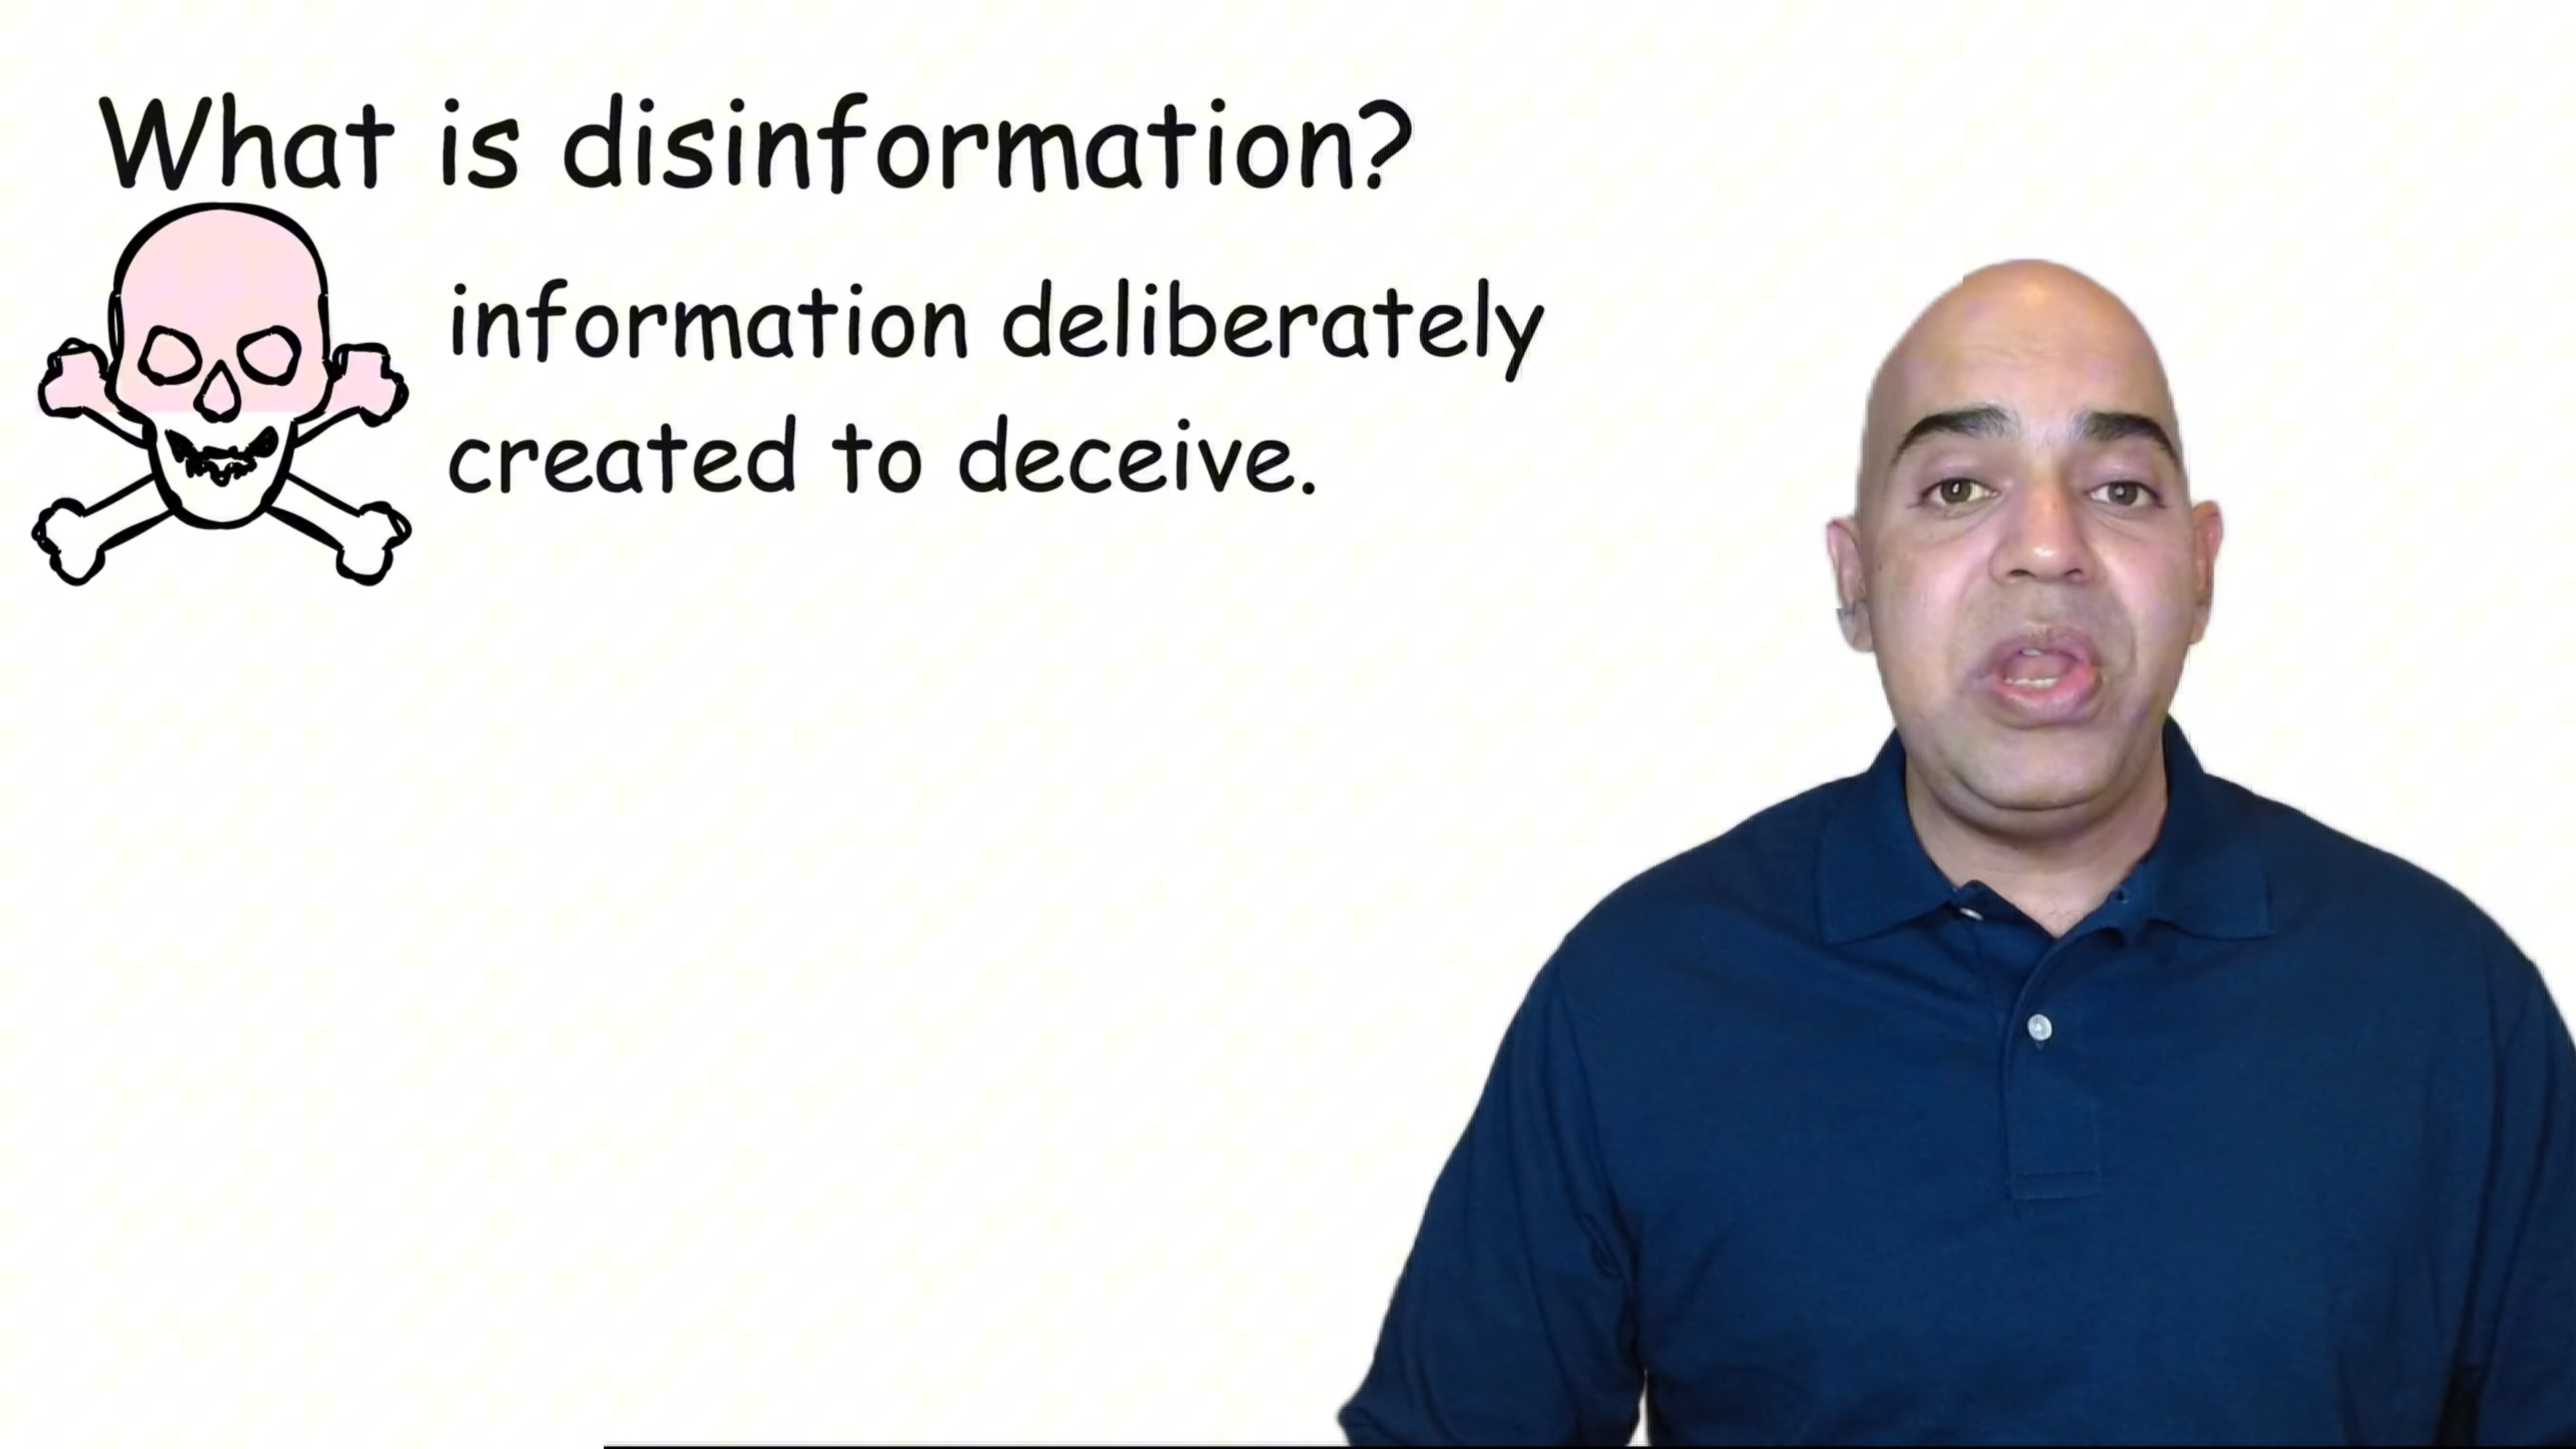 What is disinformation?
information deliberately
created to deceive.